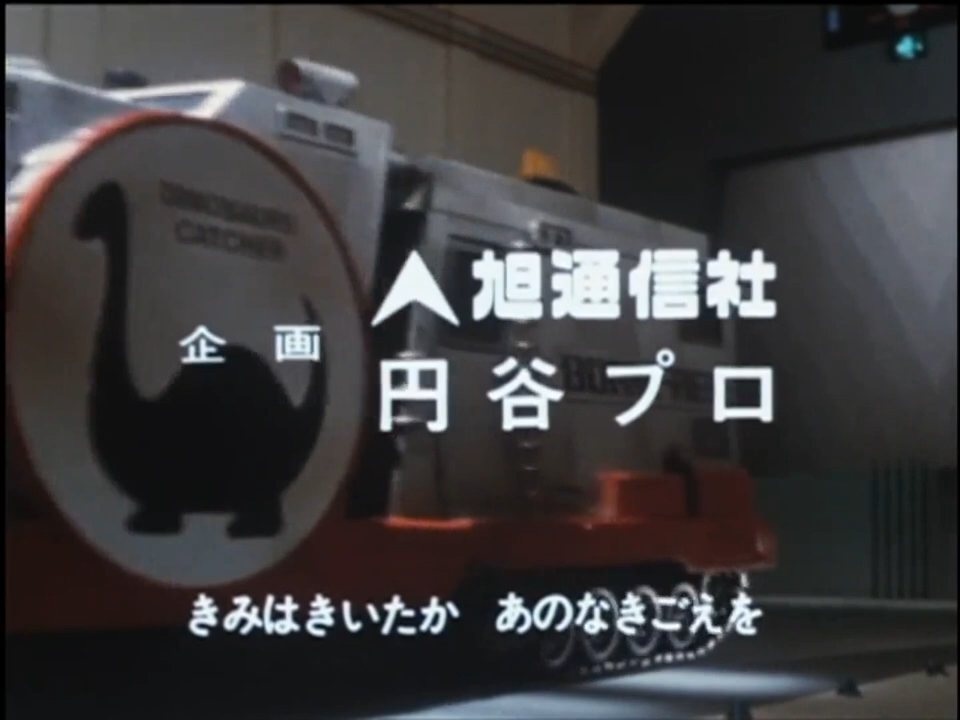 DINOSAURS
CATCHER
旭通信社
企画
円谷プロ
きみはきいたか あのなきごえを